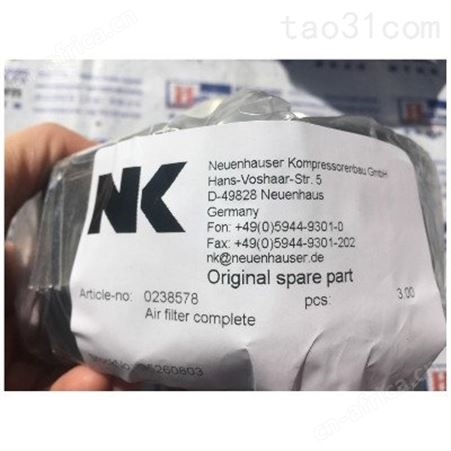 tao31.com
NK
Neuenhauser Kompressorenbau GmbH
Hans-Voshaar-Str. 5
D-49828 Neuenhaus
Germany
Fon: +49(0)5944-9301-0
Fax: +49(0)5944-9301-202
nk@neuenhauser.de
Original spare part
Article-no: 0238578 pcs: 3.00
Air filter complete